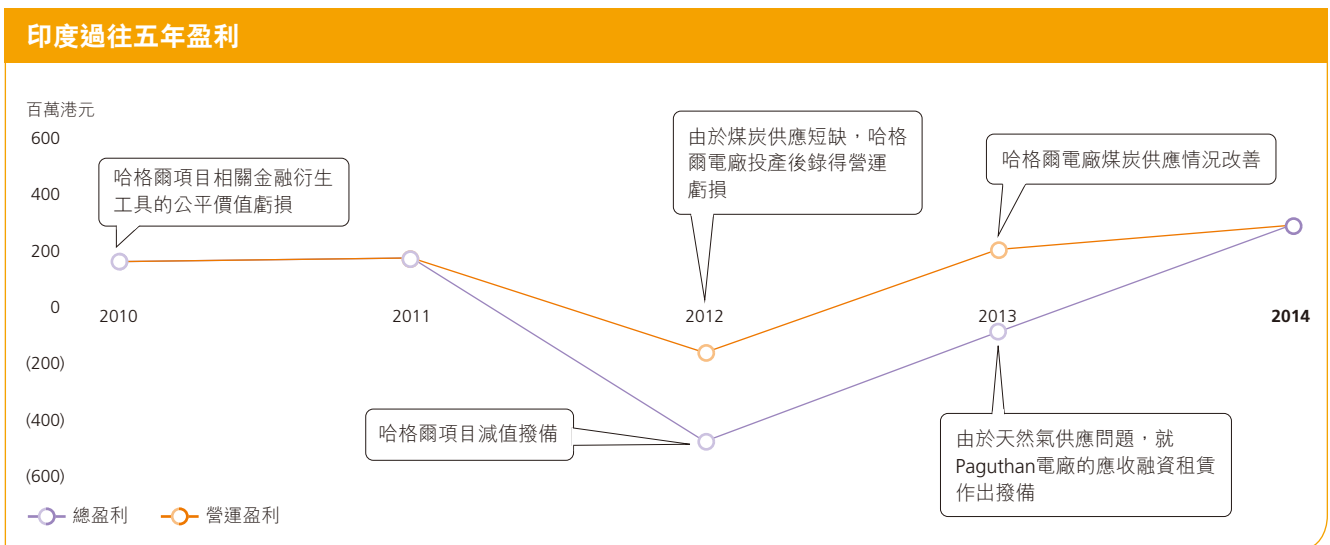 印度過往五年盈利
百萬港元
600
400
200
0
(200)
(400)
(600)
哈格爾項目相關金融衍生
工具的公平價值虧損
由於煤炭供應短缺，哈格
爾電廠投產後錄得營運
虧損
哈格爾電廠煤炭供應情況改善
2010
2011
2012
2013
2014
哈格爾項目減值撥備
由於天然氣供應問題，就
Paguthan電廠的應收融資租賃
作出撥備
總盈利
營運盈利